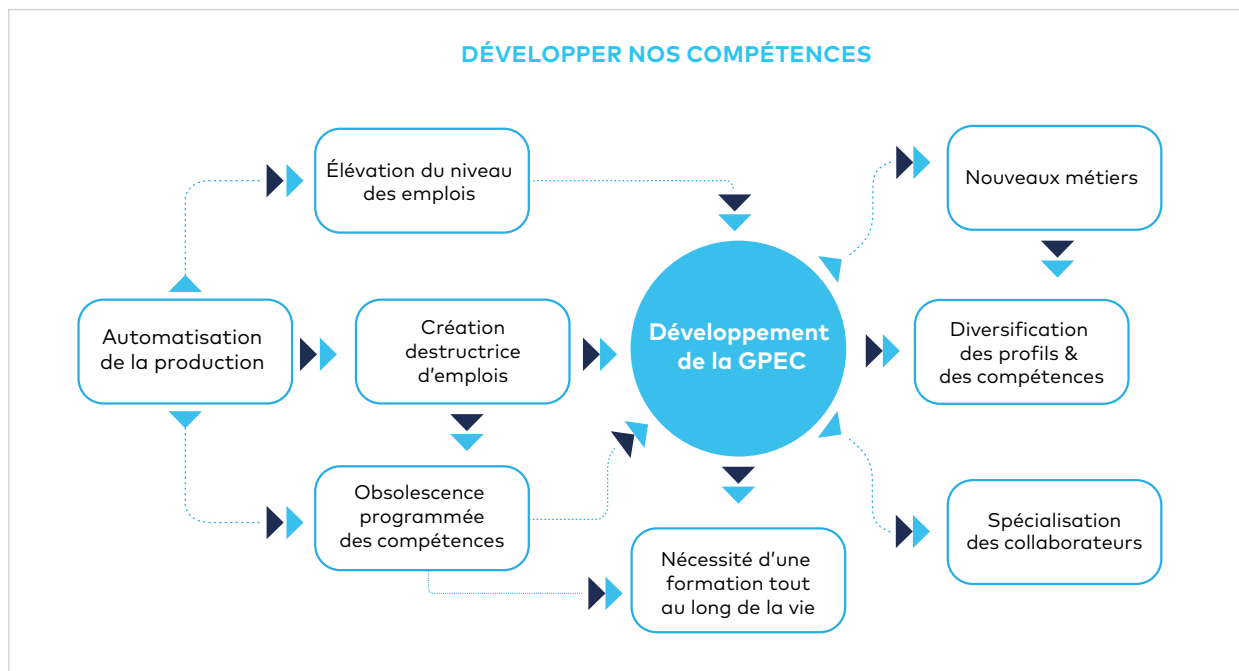 DÉVELOPPER NOS COMPÉTENCES
Élévation du niveau
des emplois
Nouveaux métiers
Automatisation
de la production
Création
destructrice
d'emplois
Développement
de la GPEC
Diversification
des profils &
des compétences
Obsolescence
programmée
des compétences
Nécessité d'une
formation tout
au long de la vie
Spécialisation
des collaborateurs